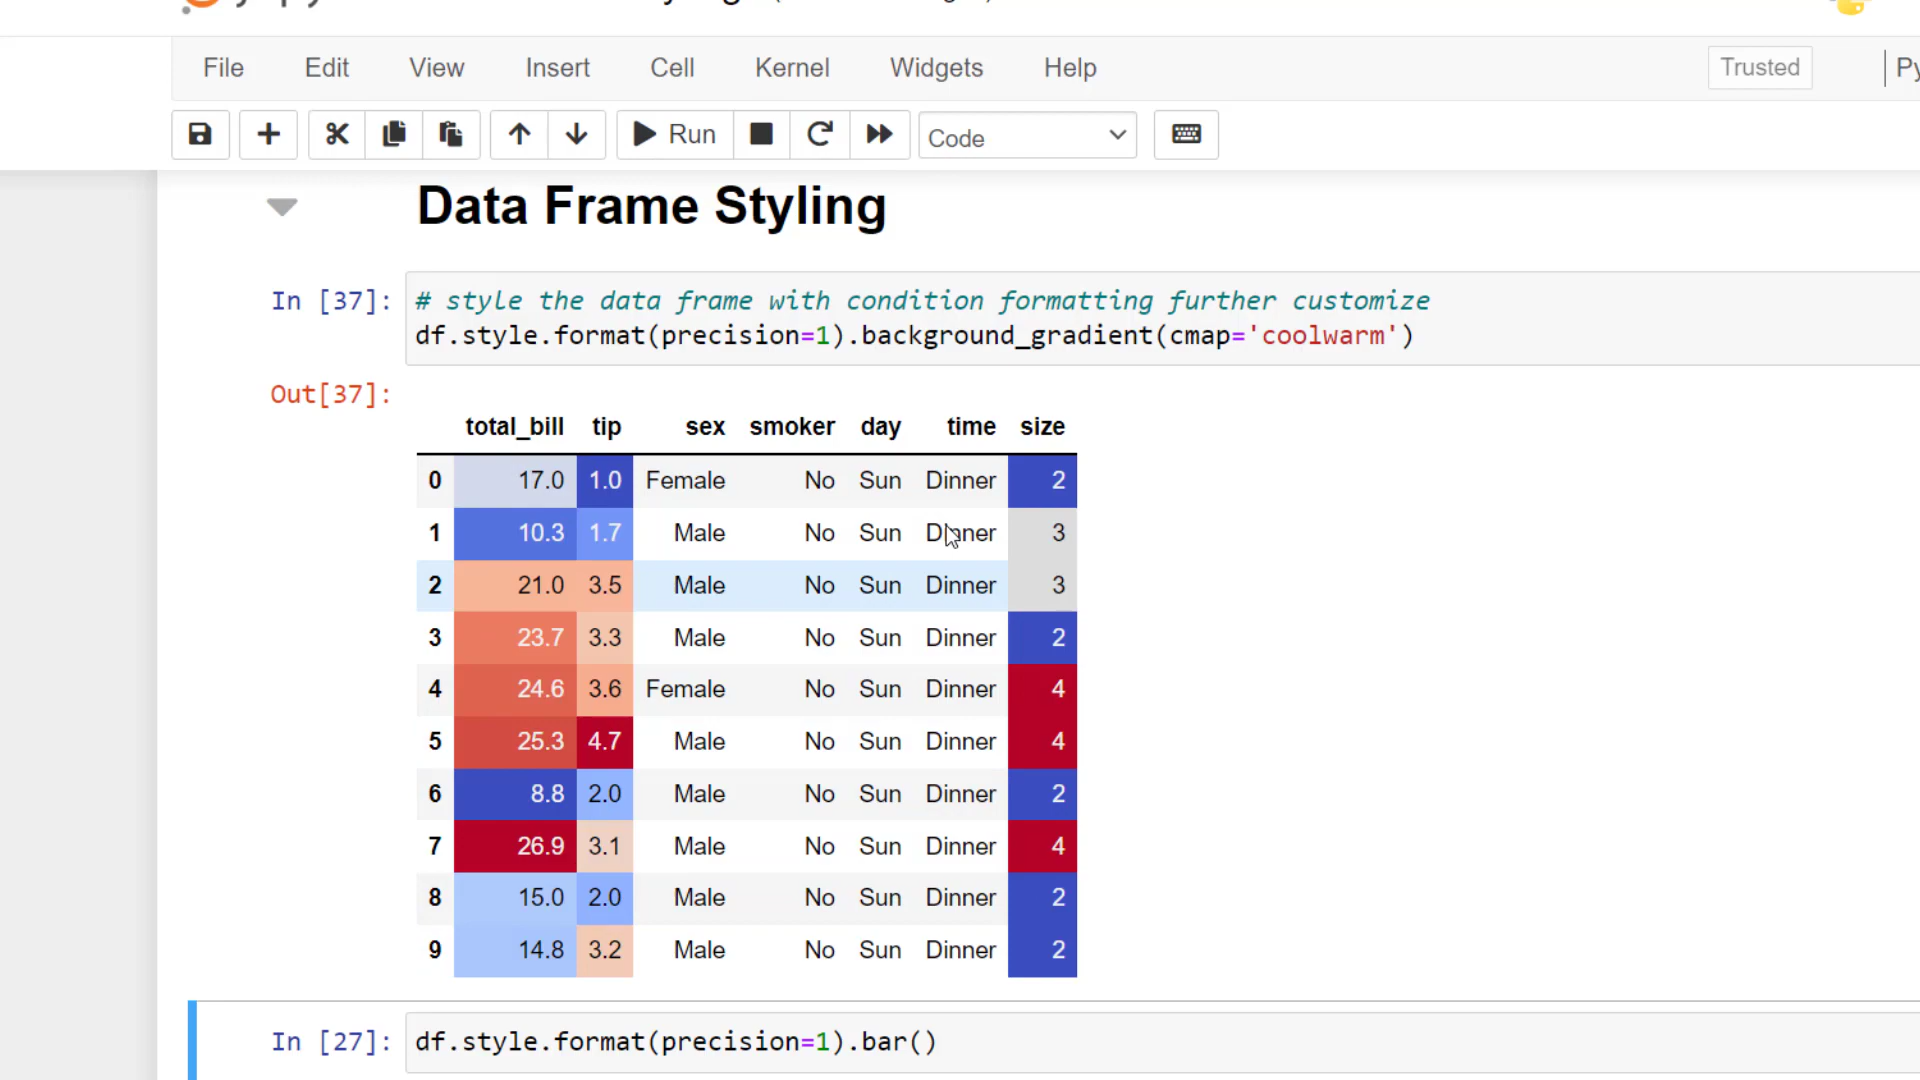 File Edit View Insert Cell Kernel Widgets Help Trusted Py
Run Code
Data Frame Styling
In [37]: # style the data frame with condition formatting further customize
df.style.format(precision=1).background_gradient(cmap='coolwarm')
Out[37]:
total_bill tip sex smoker day time size
0 17.0 1.0 Female No Sun Dinner 2
1 10.3 1.7 Male No Sun Dinner 3
2 21.0 3.5 Male No Sun Dinner 3
3 23.7 3.3 Male No Sun Dinner 2
4 24.6 3.6 Female No Sun Dinner 4
5 25.3 4.7 Male No Sun Dinner 4
6 8.8 2.0 Male No Sun Dinner 2
7 26.9 3.1 Male No Sun Dinner 4
8 15.0 2.0 Male No Sun Dinner 2
9 14.8 3.2 Male No Sun Dinner 2
In [27]: df.style.format(precision=1).bar()